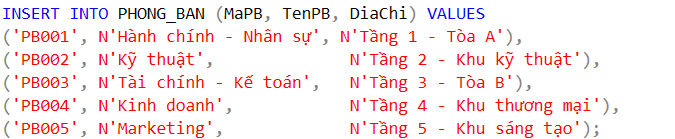 INSERT INTO PHONG_BAN (MaPB, TenPB, DiaChi) VALUES
('PB001', N'Hành chính - Nhân sự', N'Tầng 1 - Tòa A'),
('PB002', N'Kỹ thuật', N'Tầng 2 - Khu kỹ thuật'),
('PB003', N'Tài chính - Kế toán', N'Tầng 3 - Tòa B'),
('PB004', N'Kinh doanh', N'Tầng 4 - Khu thương mại'),
('PB005', N'Marketing', N'Tầng 5 - Khu sáng tạo');